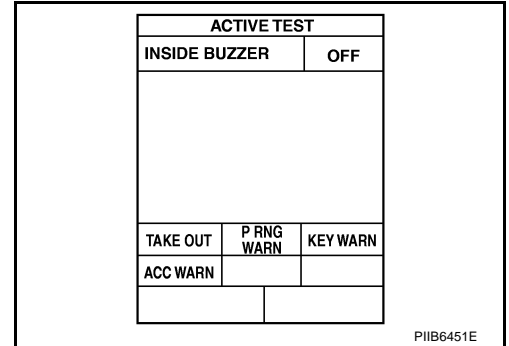 ACTIVE TEST
INSIDE BUZZER OFF
TAKE OUT P RNG WARN KEY WARN
ACC WARN
PIIB6451E